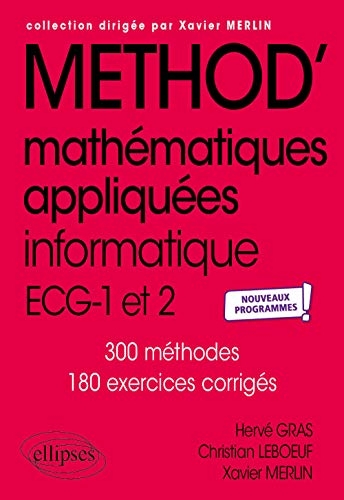 collection dirigée par Xavier MERLIN
METHOD'
mathématiques
appliquées
informatique
ECG-1 et 2
NOUVEAUX
PROGRAMMES !
300 méthodes
180 exercices corrigés
Hervé GRAS
Christian LEBOEUF
Xavier MERLIN
ellipses